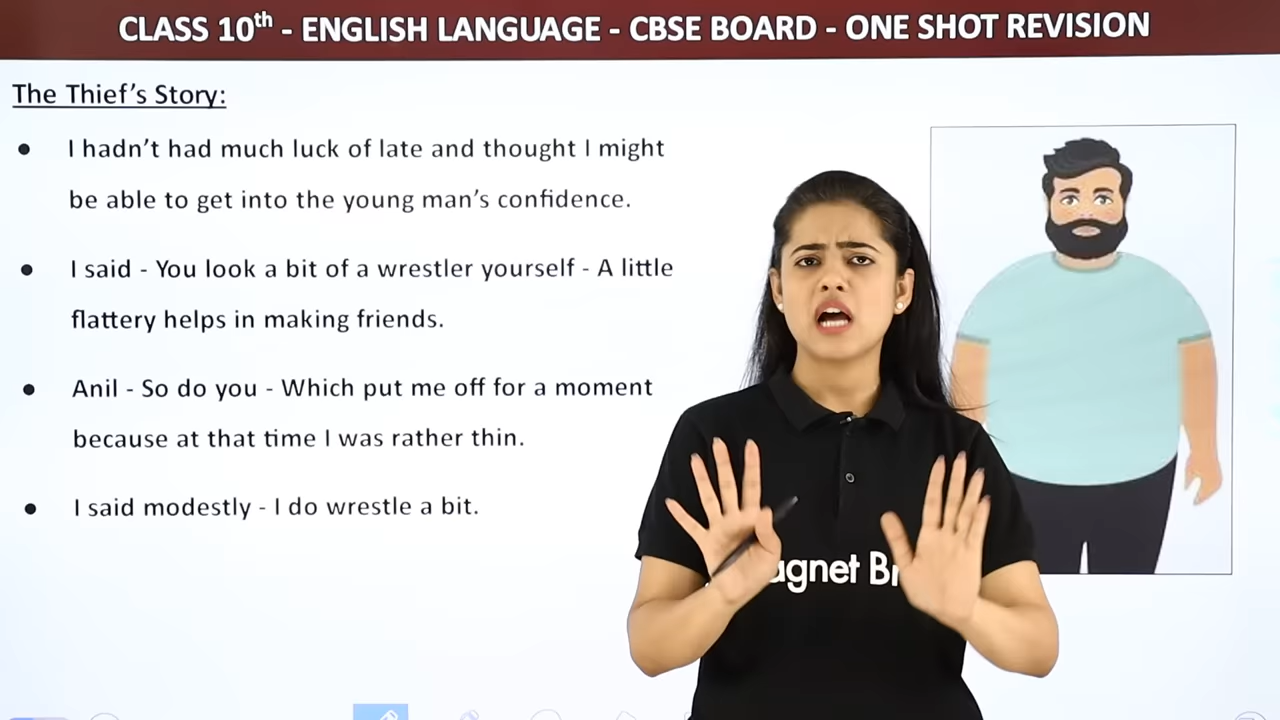 CLASS 10th - ENGLISH LANGUAGE - CBSE BOARD - ONE SHOT REVISION
The Thief’s Story:
● I hadn’t had much luck of late and thought I might
be able to get into the young man’s confidence.
● I said - You look a bit of a wrestler yourself - A little
flattery helps in making friends.
● Anil - So do you - Which put me off for a moment
because at that time I was rather thin.
● I said modestly - I do wrestle a bit.
agnet Br